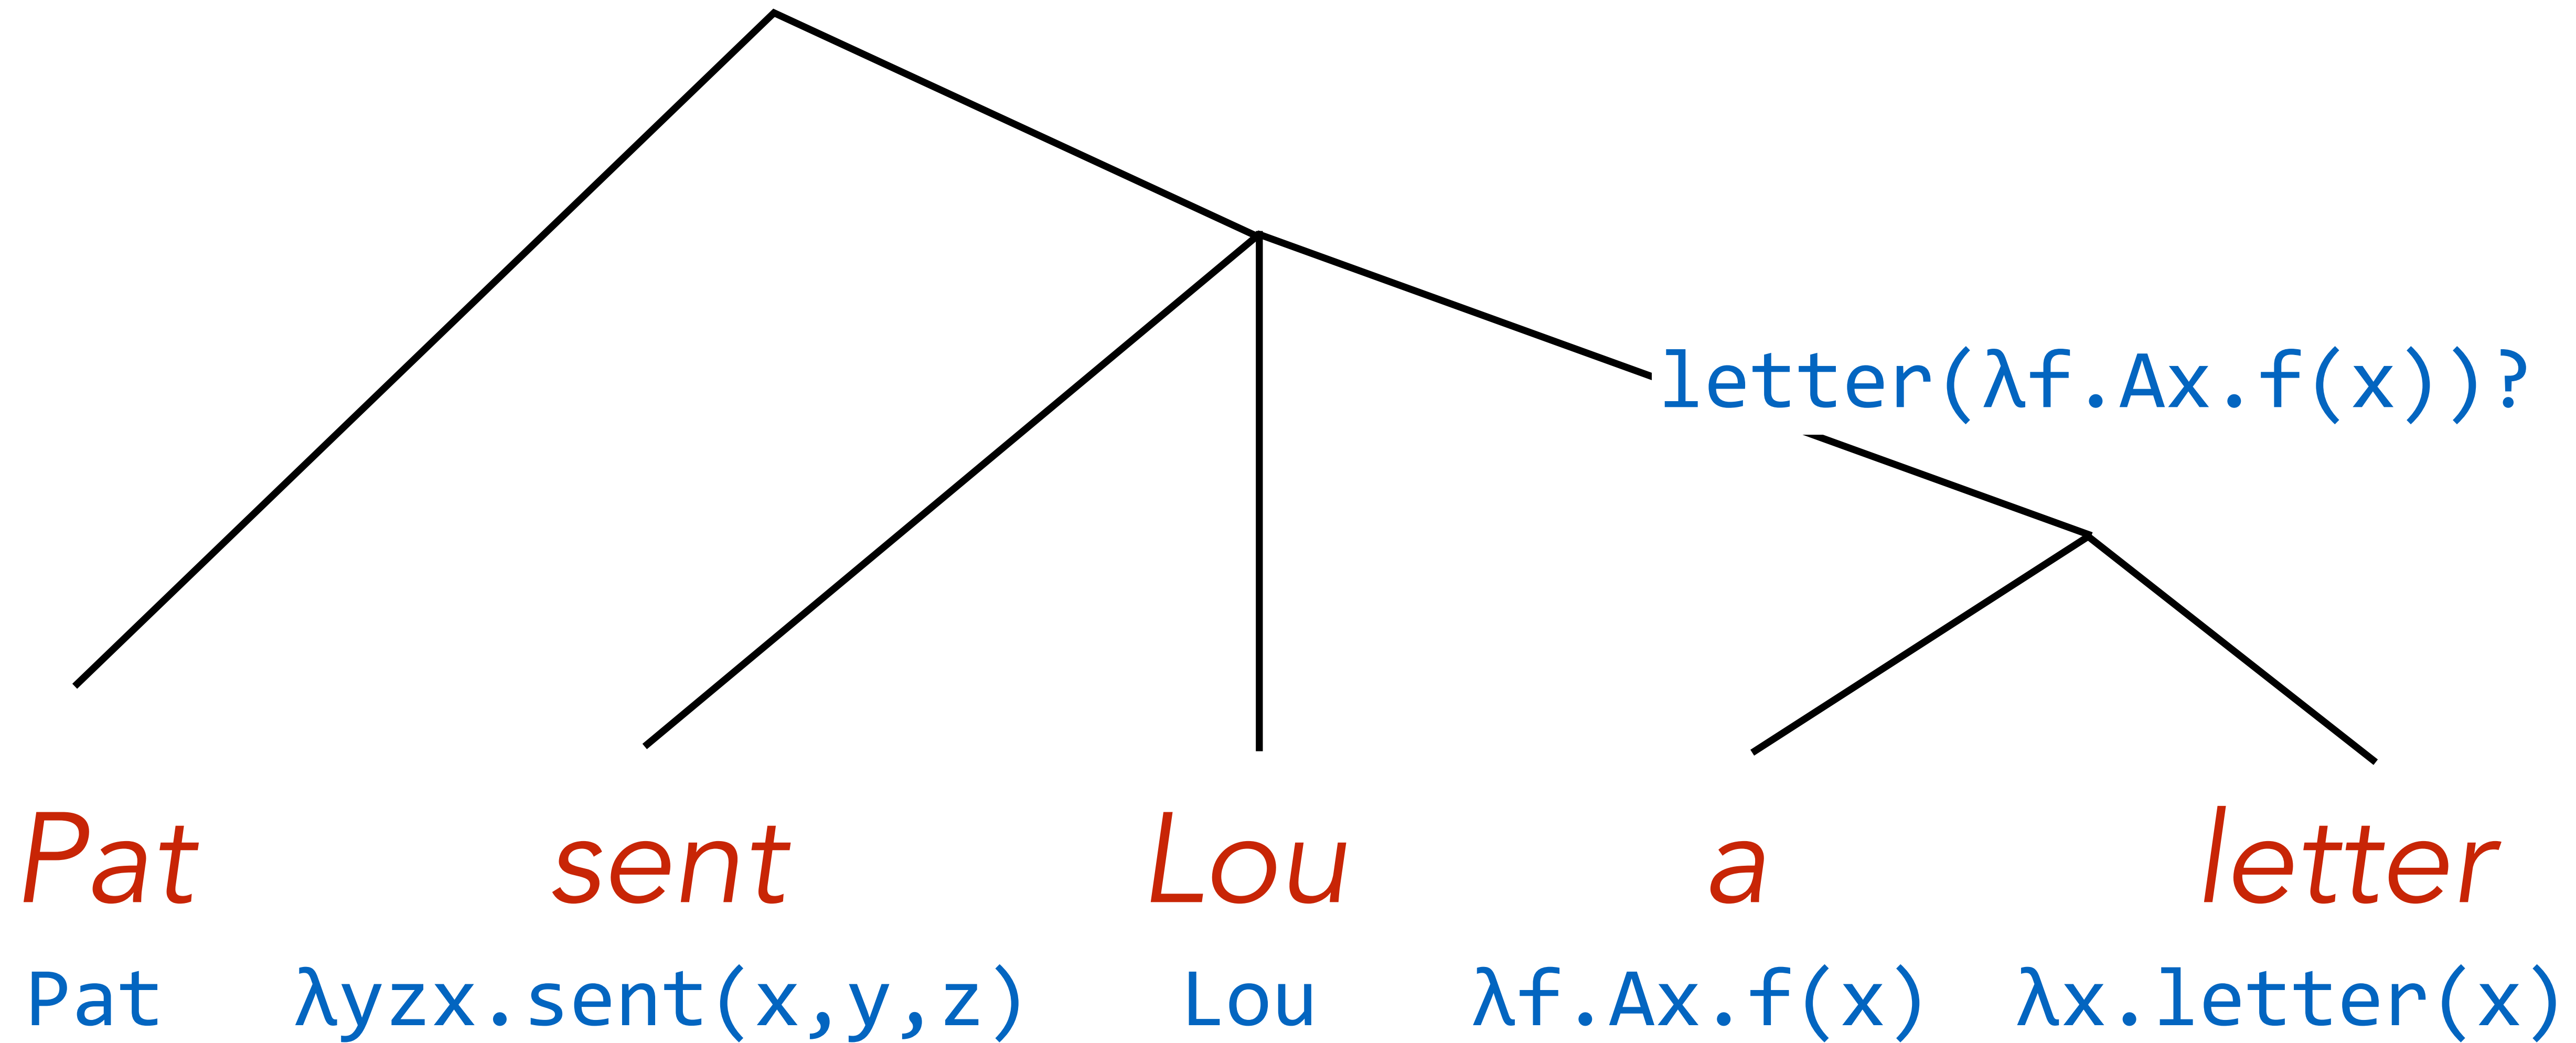 letter(λf.Ax.f(x))?
Pat sent Lou a letter
Pat λyzx.sent(x,y,z) Lou λf.Ax.f(x) λx.letter(x)